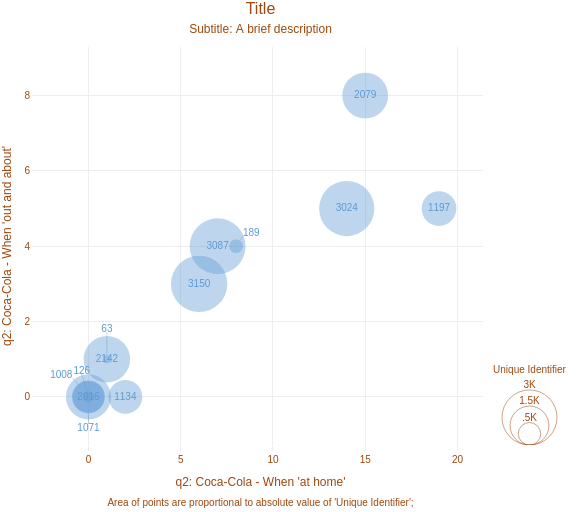 Title
Subtitle: A brief description
q2: Coca-Cola - When 'out and about'
8
6
4
2
0
2079
3024
1197
189
3087
3150
63
2142
126
1008
2016
1134
1071
0
5
10
15
20
q2: Coca-Cola - When 'at home'
Area of points are proportional to absolute value of 'Unique Identifier';
Unique Identifier
3K
1.5K
.5K